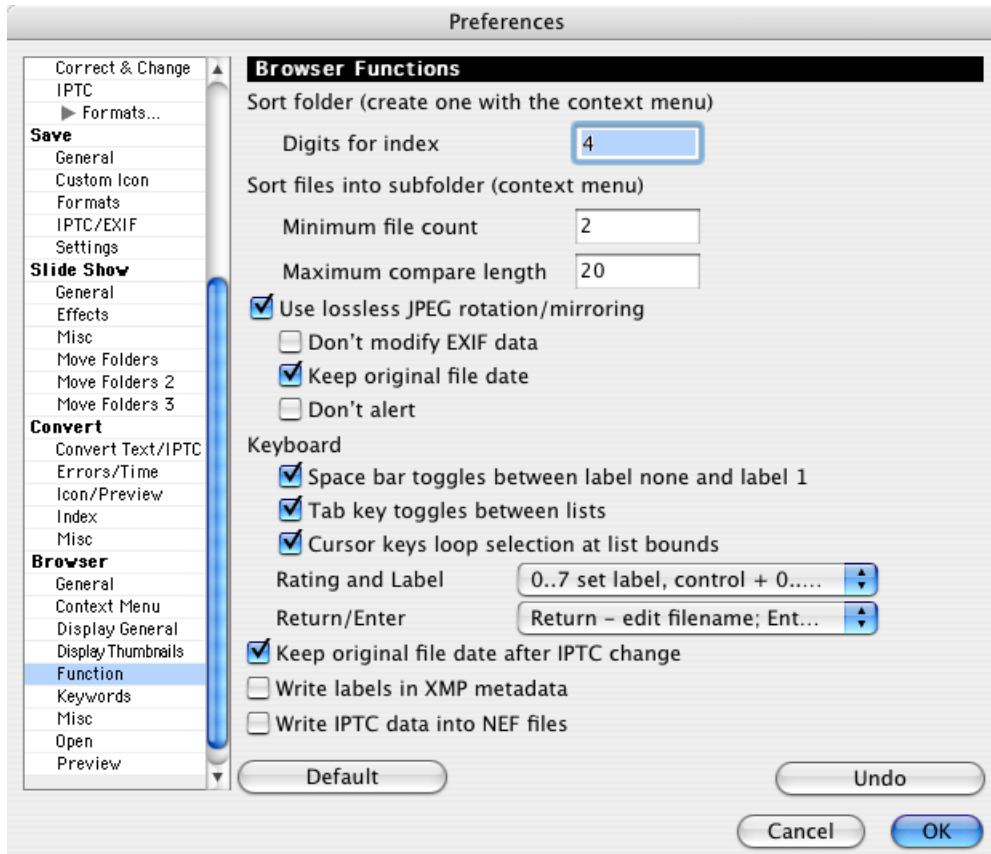 Preferences
Correct & Change
IPTC
Formats...
Save
General
Custom Icon
Formats
IPTC/EXIF
Settings
Slide Show
General
Effects
Misc
Move Folders
Move Folders 2
Move Folders 3
Convert
Convert Text/IPTC
Errors/Time
Icon/Preview
Index
Misc
Browser
General
Context Menu
Display General
Display Thumbnails
Function
Keywords
Misc
Open
Preview
Browser Functions
Sort folder (create one with the context menu)
Digits for index 4
Sort files into subfolder (context menu)
Minimum file count 2
Maximum compare length 20
Use lossless JPEG rotation/mirroring
Don't modify EXIF data
Keep original file date
Don't alert
Keyboard
Space bar toggles between label none and label 1
Tab key toggles between lists
Cursor keys loop selection at list bounds
Rating and Label 0..7 set label, control + 0.....
Return/Enter Return – edit filename; Ent...
Keep original file date after IPTC change
Write labels in XMP metadata
Write IPTC data into NEF files
Default Undo
Cancel OK